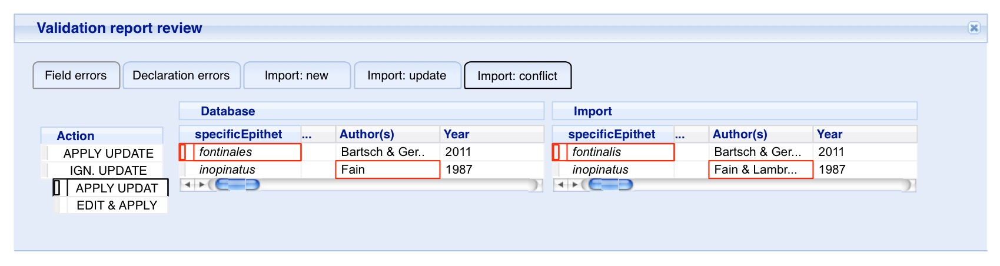 Validation report review
Field errors Declaration errors Import: new Import: update Import: conflict
Database Import
Action specificEpithet ... Author(s) Year specificEpithet ... Author(s) Year
APPLY UPDATE fontinales Bartsch & Ger.. 2011 fontinalis Bartsch & Ger... 2011
IGN. UPDATE inopinatus Fain 1987 inopinatus Fain & Lambr... 1987
APPLY UPDAT
EDIT & APPLY